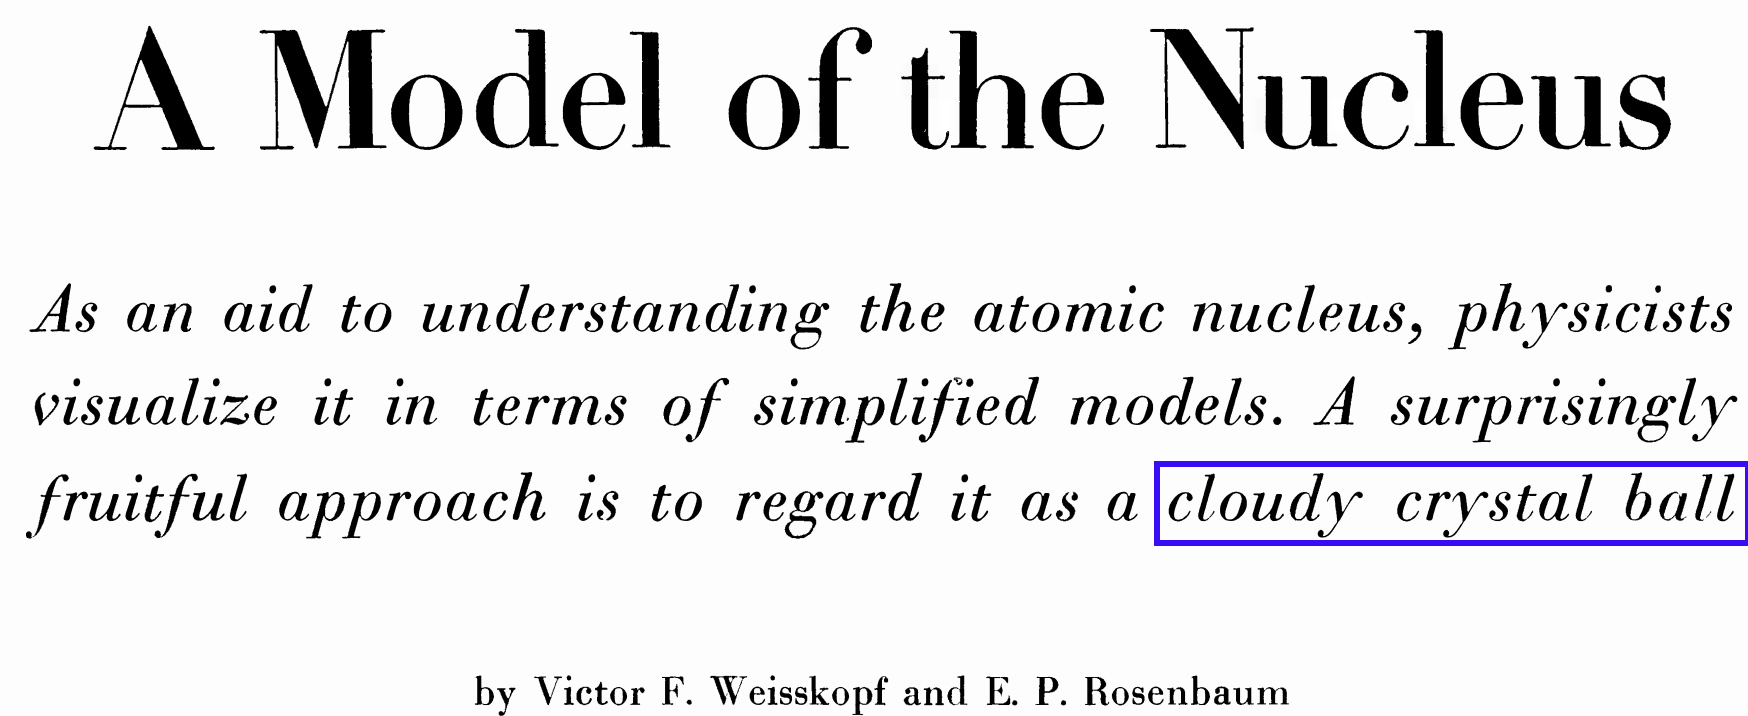 A Model of the Nucleus
As an aid to understanding the atomic nucleus, physicists
visualize it in terms of simplified models. A surprisingly
fruitful approach is to regard it as a cloudy crystal ball
by Victor F. Weisskopf and E. P. Rosenbaum